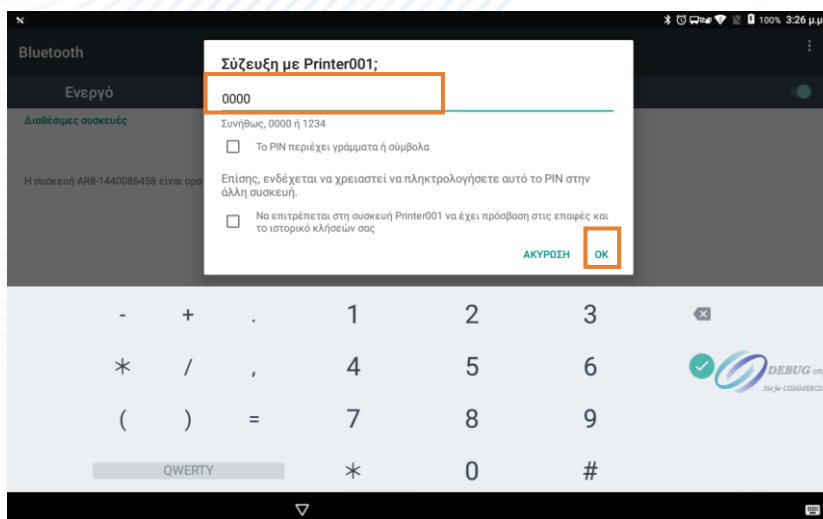 100% 3:26 μ.μ
Bluetooth
Ενεργό
Διαθέσιμες συσκευές
Η συσκευή AR8-1440086458 είναι ορα
Σύζευξη με Printer001;
0000
Συνήθως, 0000 ή 1234
Το PIN περιέχει γράμματα ή σύμβολα
Επίσης, ενδέχεται να χρειαστεί να πληκτρολογήσετε αυτό το PIN στην
άλλη συσκευή.
Να επιτρέπεται στη συσκευή Printer001 να έχει πρόσβαση στις επαφές και
το ιστορικό κλήσεών σας
ΑΚΥΡΩΣΗ OK
- + . 1 2 3
* / , 4 5 6
DEBUG on
Not for COMMERCI
( ) = 7 8 9
QWERTY * 0 #